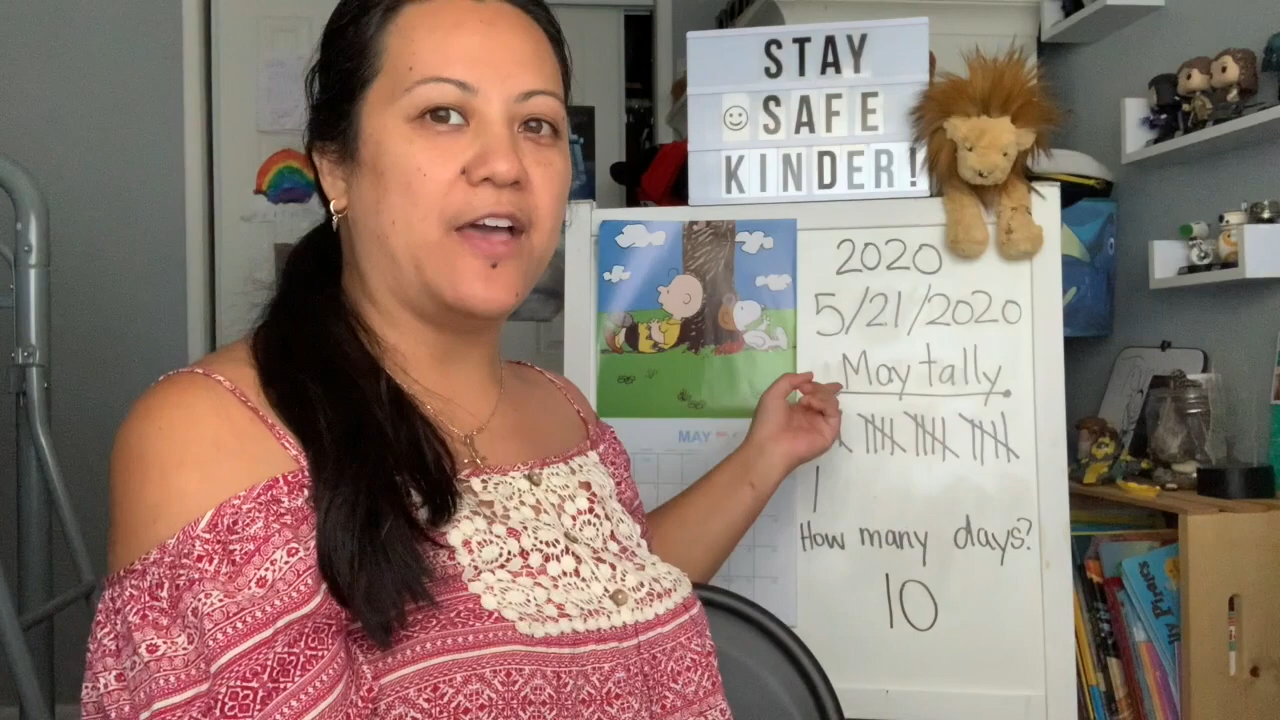 STAY
☺SAFE
KINDER!
MAY
2020
5/21/2020
May tally
How many days?
10